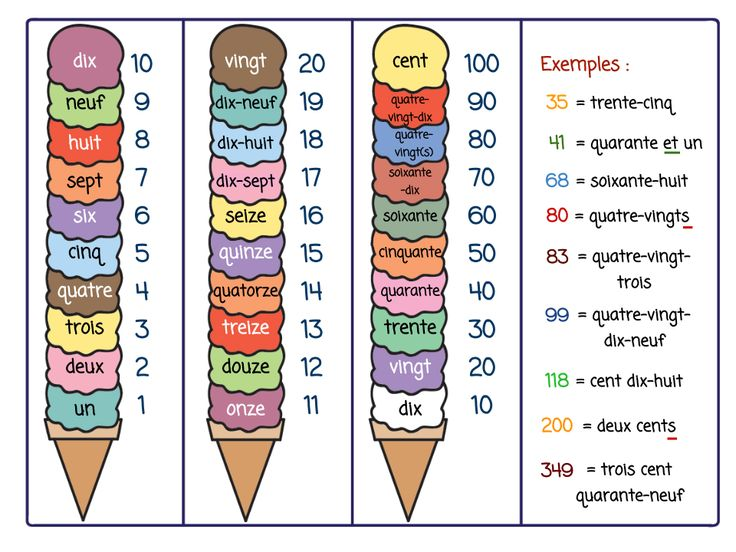 dix 10
neuf 9
huit 8
sept 7
six 6
cinq 5
quatre 4
trois 3
deux 2
un 1
vingt 20
dix-neuf 19
dix-huit 18
dix-sept 17
seize 16
quinze 15
quatorze 14
treize 13
douze 12
onze 11
cent 100
quatre-
vingt-dix 90
quatre-
vingt(s) 80
soixante
-dix 70
soixante 60
cinquante 50
quarante 40
trente 30
vingt 20
dix 10
Exemples :
35 = trente-cinq
41 = quarante et un
68 = soixante-huit
80 = quatre-vingts
83 = quatre-vingt-
trois
99 = quatre-vingt-
dix-neuf
118 = cent dix-huit
200 = deux cents
349 = trois cent
quarante-neuf